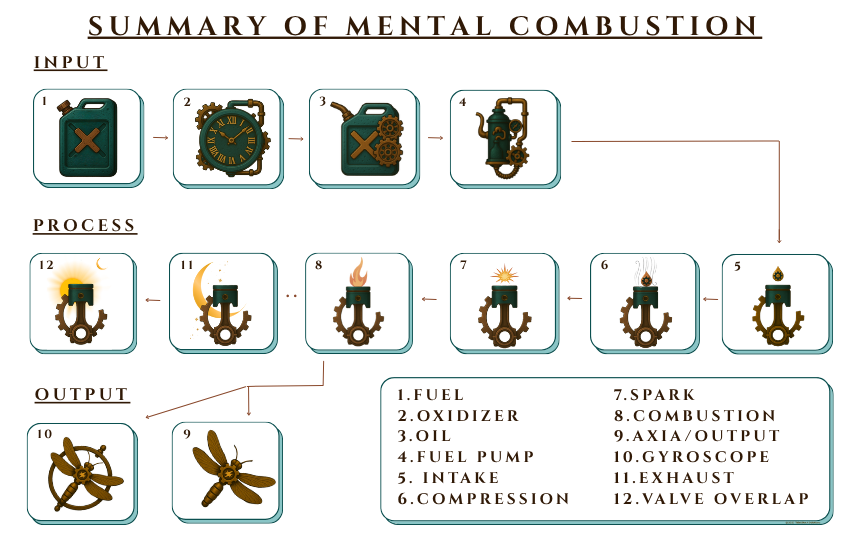 SUMMARY OF MENTAL COMBUSTION
INPUT
1
2
3
4
PROCESS
12
11
8
7
6
5
OUTPUT
10
9
1.FUEL
2.OXIDIZER
3.OIL
4.FUEL PUMP
5. INTAKE
6.COMPRESSION
7.SPARK
8.COMBUSTION
9.AXIA/OUTPUT
10.GYROSCOPE
11.EXHAUST
12.VALVE OVERLAP